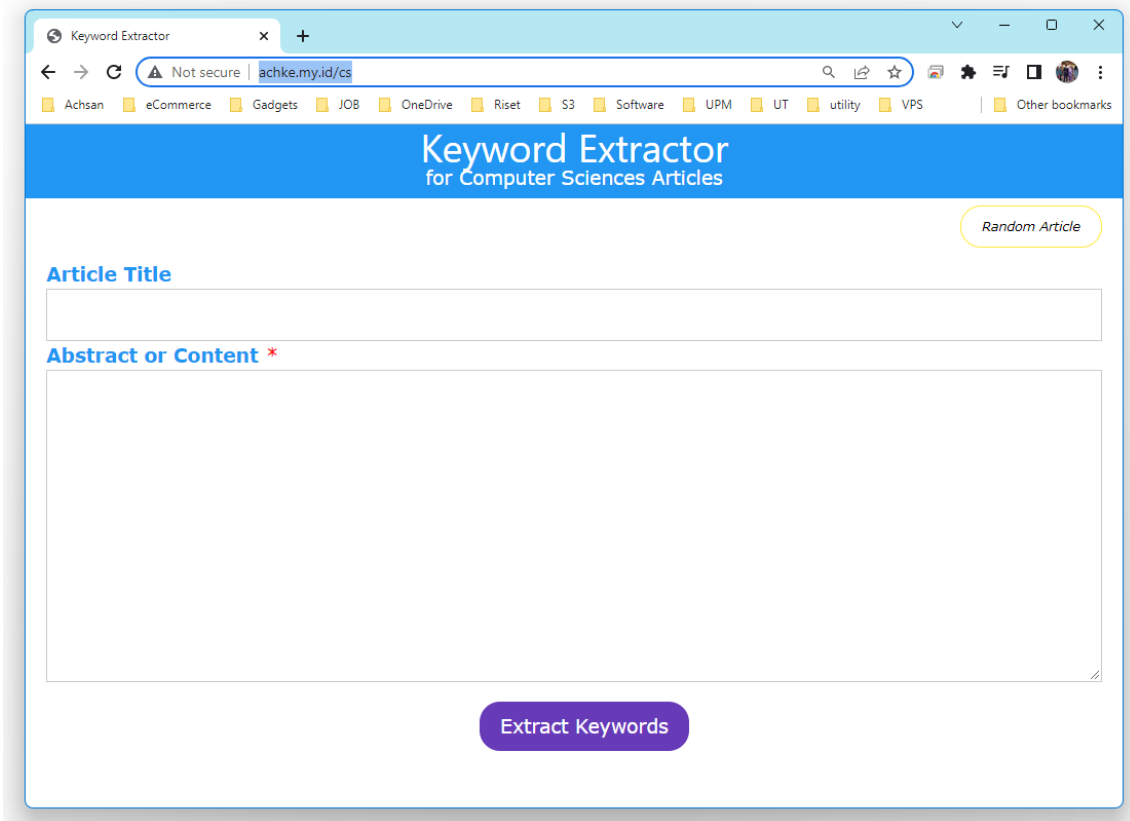 Keyword Extractor
Not secure achke.my.id/cs
Achsan eCommerce Gadgets JOB OneDrive Riset S3 Software UPM UT utility VPS Other bookmarks
Keyword Extractor
for Computer Sciences Articles
Random Article
Article Title
Abstract or Content *
Extract Keywords